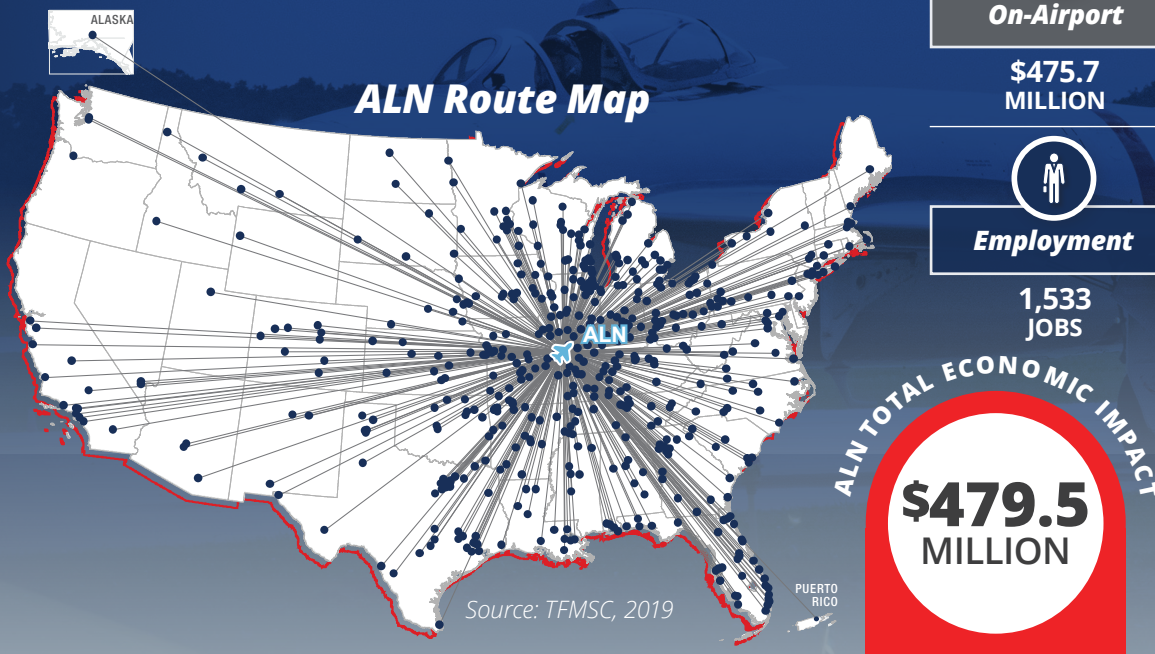 ALASKA
ALN Route Map
ALN
Source: TFMSC, 2019
PUERTO
RICO
On-Airport
$475.7
MILLION
Employment
1,533
JOBS
ALN TOTAL ECONOMIC IMPACT
$479.5
MILLION